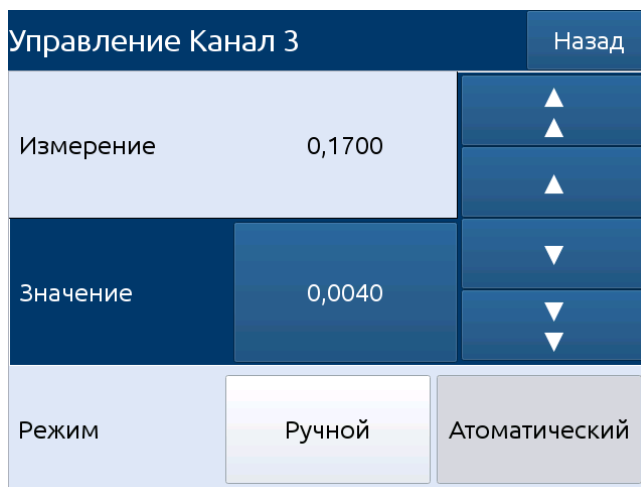 Управление Канал 3
Назад
Измерение 0,1700
Значение 0,0040
Режим Ручной Атоматический